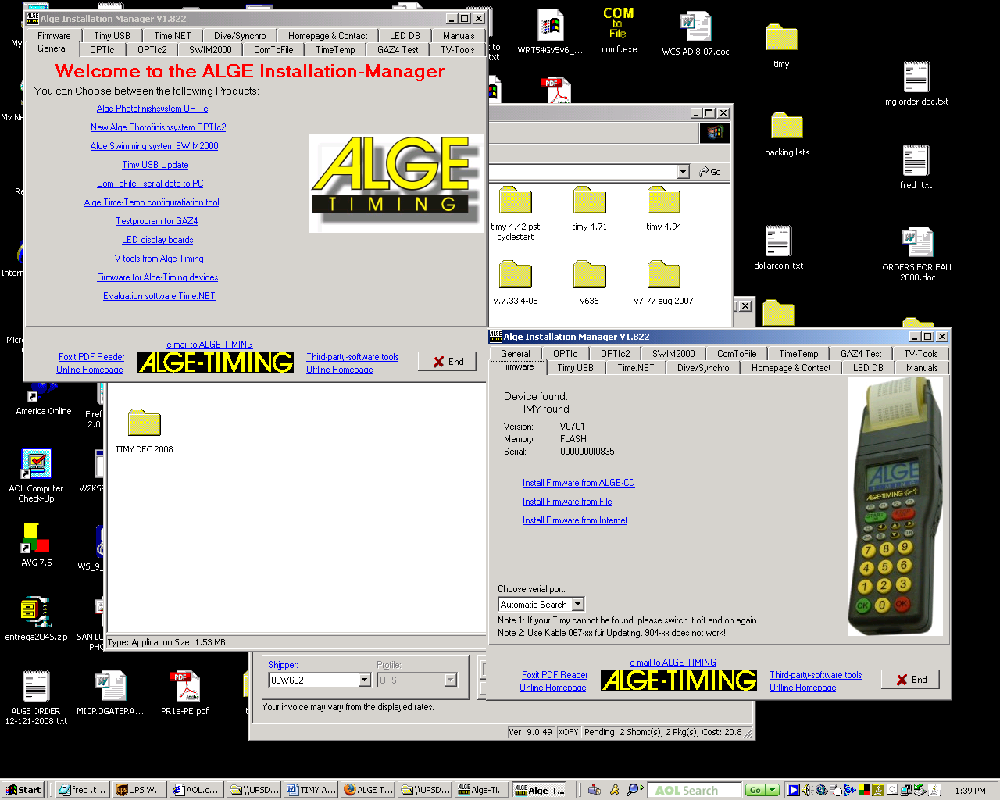 Alge Installation Manager V1.822
Firmware
Timy USB
Time.NET
Dive/Synchro
Homepage & Contact
LED DB
Manuals
General
OPTIc
OPTIc2
SWIM2000
ComToFile
TimeTemp
GAZ4 Test
TV-Tools
Welcome to the ALGE Installation-Manager
You can Choose between the following Products:
Alge Photofinishsystem OPTIc
New Alge Photofinishsystem OPTIc2
Alge Swimming system SWIM2000
Timy USB Update
ComToFile - serial data to PC
Alge Time-Temp configuratiation tool
Testprogram for GAZ4
LED display boards
TV-tools from Alge-Timing
Firmware for Alge-Timing devices
Evaluation software Time.NET
ALGE
TIMING
e-mail to ALGE-TIMING
Foxit PDF Reader
Online Homepage
ALGE-TIMING
Third-party-software tools
Offline Homepage
End
WRT54Gv5v6_...
COM
to
File
comf.exe
WCS AD 8-07.doc
timy
mg order dec.txt
packing lists
fred .txt
dollarcoin.txt
ORDERS FOR FALL
2008.doc
Go
timy 4.42 pst
cyclestart
timy 4.71
timy 4.94
v.7.33 4-08
v636
v7.77 aug 2007
Alge Installation Manager V1.822
General
OPTIc
OPTIc2
SWIM2000
ComToFile
TimeTemp
GAZ4 Test
TV-Tools
Firmware
Timy USB
Time.NET
Dive/Synchro
Homepage & Contact
LED DB
Manuals
Device found:
TIMY found
Version: V07C1
Memory: FLASH
Serial: 0000000f0835
Install Firmware from ALGE-CD
Install Firmware from File
Install Firmware from Internet
Choose serial port:
Automatic Search
Note 1: If your Timy cannot be found, please switch it off and on again
Note 2: Use Kable 067-xx für Updating, 904-xx does not work!
ALGE
ALGE-TIMING Timy
START
STOP
7 8 9
4 5 6
1 2 3
OK 0 OK
e-mail to ALGE-TIMING
Foxit PDF Reader
Online Homepage
ALGE-TIMING
Third-party-software tools
Offline Homepage
End
America Online
Firef
2.0.
TIMY DEC 2008
AOL Computer
Check-Up
W2KSF
AVG 7.5
WS_9_
entrega2U4S.zip
SAN LU
PHO
Type: Application Size: 1.53 MB
ALGE ORDER
12-121-2008.txt
MICROGATERA...
PR1a-PE.pdf
Shipper:
83W602
Profile:
UPS
Your invoice may vary from the displayed rates.
Ver: 9.0.49
XOFY
Pending: 2 Shpmt(s), 2 Pkg(s), Cost: 20.8
Start
fred .t...
UPS W...
AOL.c...
\\UPSD...
TIMY A...
ALGE T...
\\UPSD...
Alge-Ti...
Alge-T...
AOL Search
Go
1:39 PM